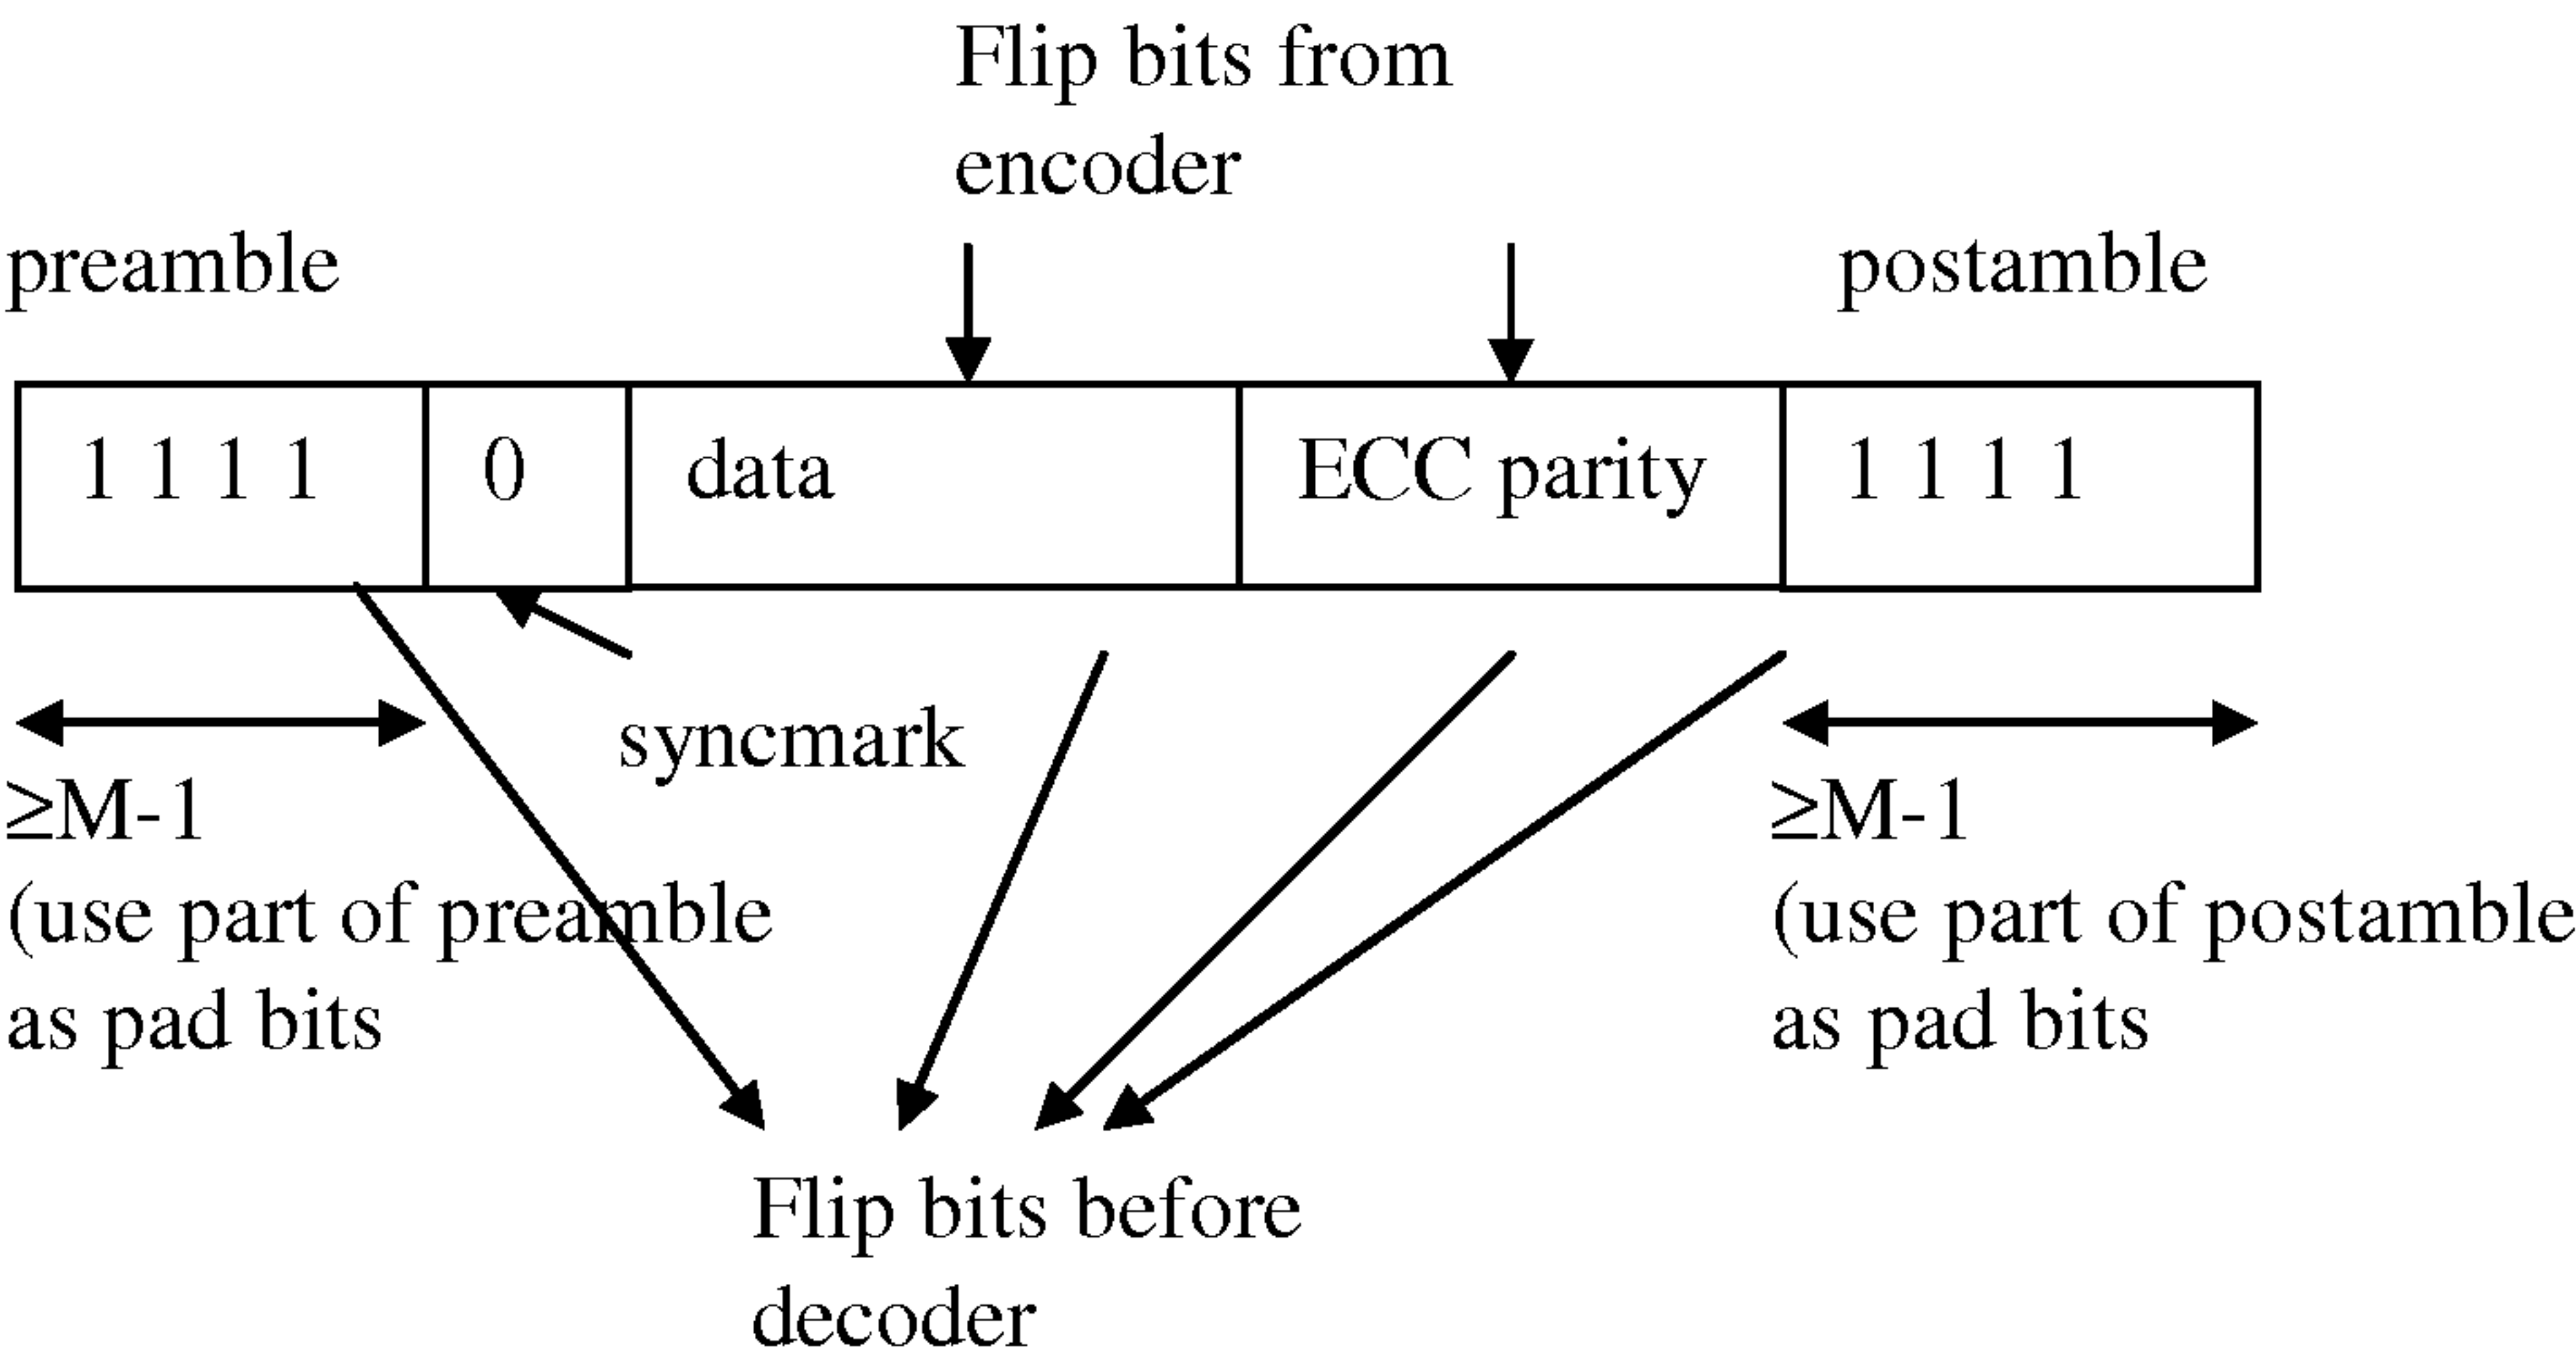 Flip bits from
encoder
preamble
postamble
1 1 1 1
0
data
ECC parity
1 1 1 1
syncmark
≥M-1
(use part of preamble
as pad bits
≥M-1
(use part of postamble
as pad bits
Flip bits before
decoder